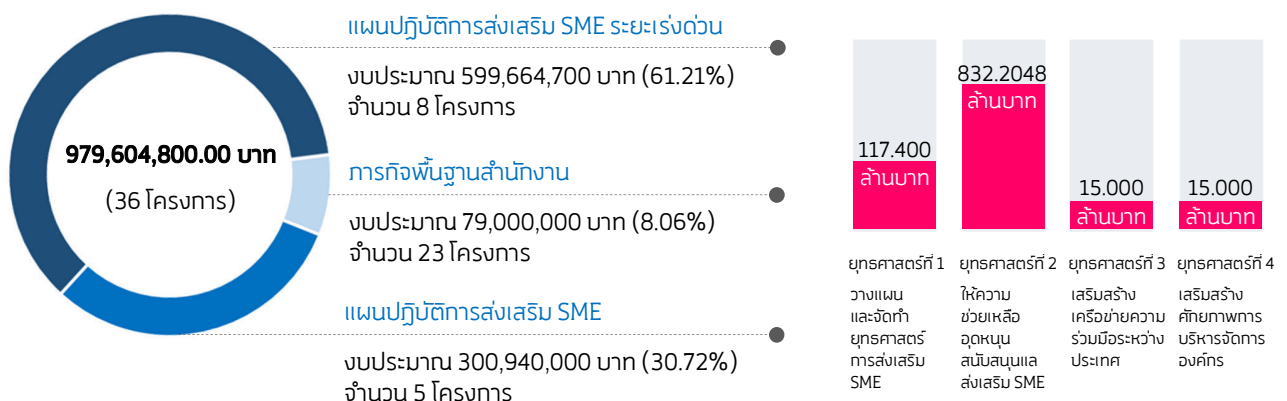 979,604,800.00 บาท
(36 โครงการ)
แผนปฏิบัติการส่งเสริม SME ระยะเร่งด่วน
งบประมาณ 599,664,700 บาท (61.21%)
จำนวน 8 โครงการ
ภารกิจพื้นฐานสำนักงาน
งบประมาณ 79,000,000 บาท (8.06%)
จำนวน 23 โครงการ
แผนปฏิบัติการส่งเสริม SME
งบประมาณ 300,940,000 บาท (30.72%)
จำนวน 5 โครงการ
117.400
ล้านบาท
832.2048
ล้านบาท
15.000
ล้านบาท
15.000
ล้านบาท
ยุทธศาสตร์ที่ 1
วางแผน
และจัดทำ
ยุทธศาสตร์
การส่งเสริม
SME
ยุทธศาสตร์ที่ 2
ให้ความ
ช่วยเหลือ
อุดหนุน
สนับสนุนแล
ส่งเสริม SME
ยุทธศาสตร์ที่ 3
เสริมสร้าง
เครือข่ายความ
ร่วมมือระหว่าง
ประเทศ
ยุทธศาสตร์ที่ 4
เสริมสร้าง
ศักยภาพการ
บริหารจัดการ
องค์กร